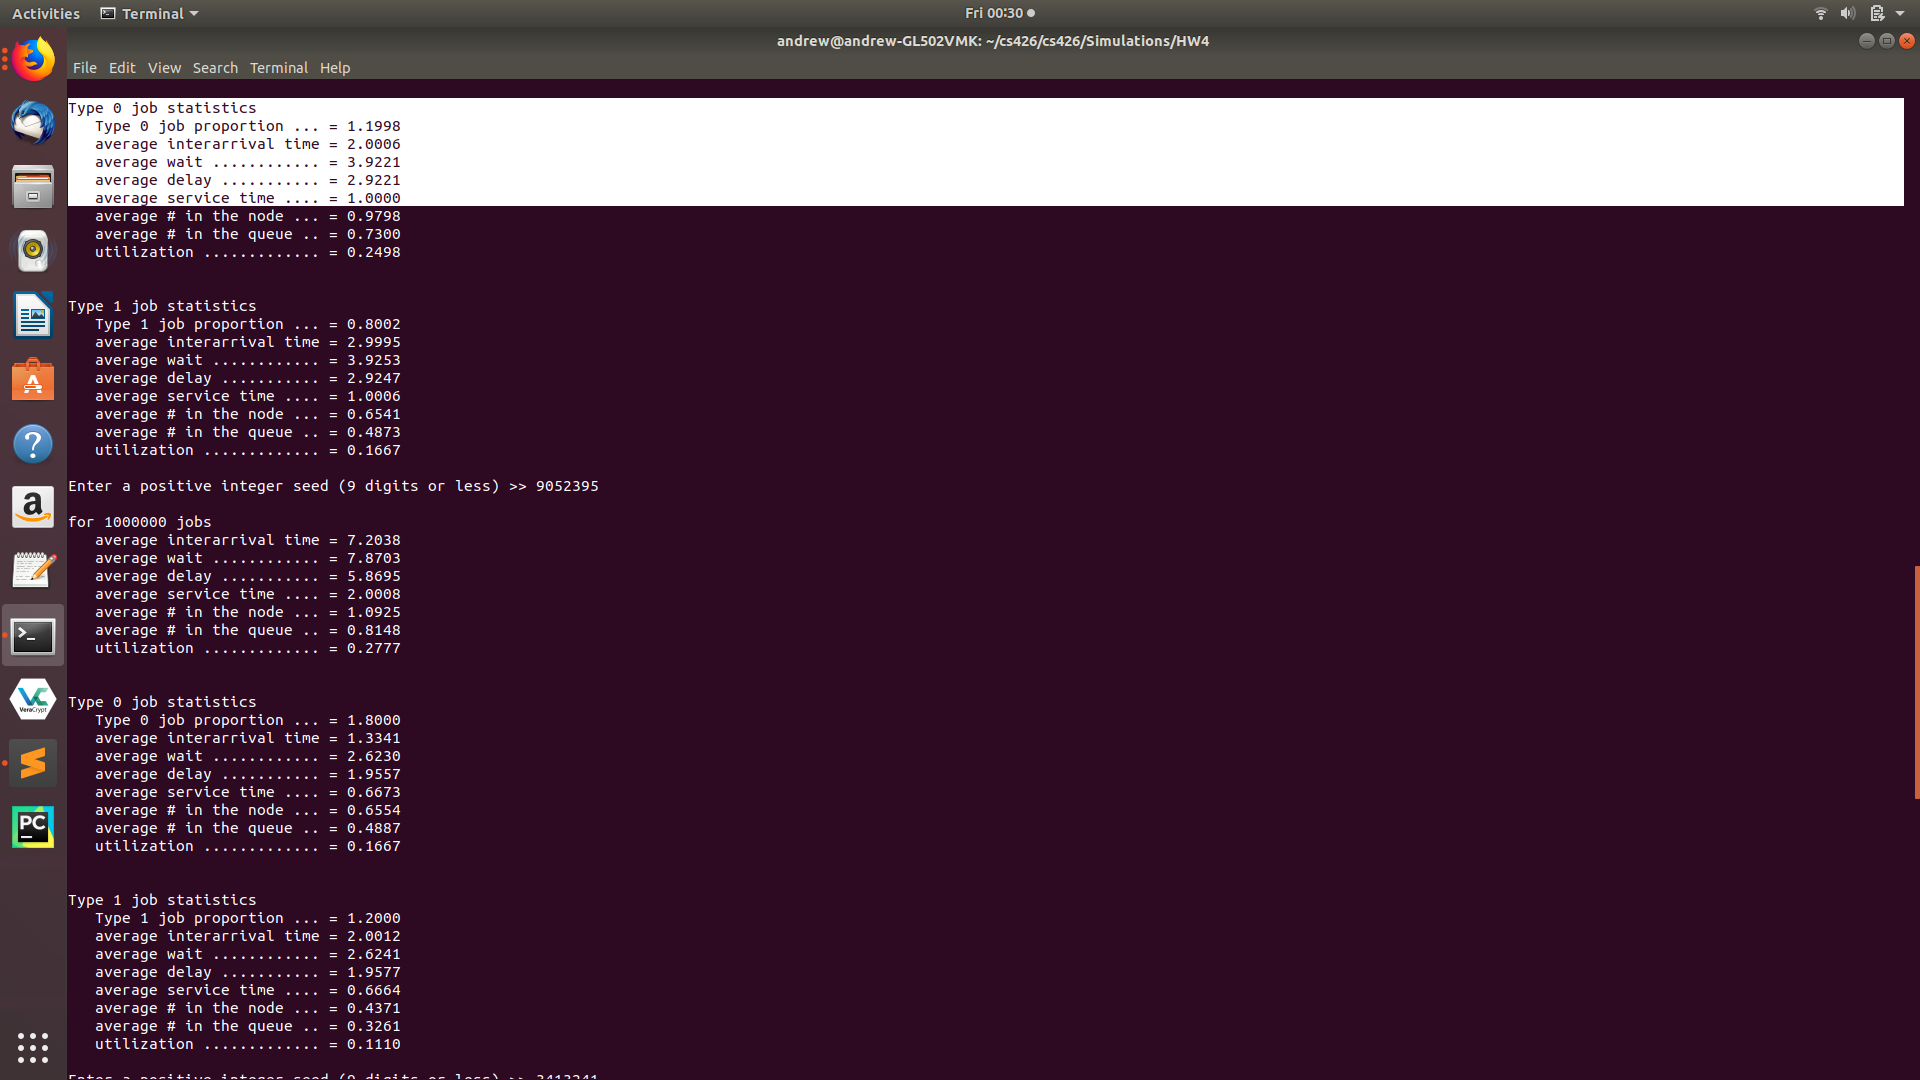 Activities Terminal Fri 00:30
andrew@andrew-GL502VMK: ~/cs426/cs426/Simulations/HW4
File Edit View Search Terminal Help
Type 0 job statistics
Type 0 job proportion ... = 1.1998
average interarrival time = 2.0006
average wait ............ = 3.9221
average delay ........... = 2.9221
average service time .... = 1.0000
average # in the node ... = 0.9798
average # in the queue .. = 0.7300
utilization ............. = 0.2498
Type 1 job statistics
Type 1 job proportion ... = 0.8002
average interarrival time = 2.9995
average wait ............ = 3.9253
average delay ........... = 2.9247
average service time .... = 1.0006
average # in the node ... = 0.6541
average # in the queue .. = 0.4873
utilization ............. = 0.1667
Enter a positive integer seed (9 digits or less) >> 9052395
for 1000000 jobs
average interarrival time = 7.2038
average wait ............ = 7.8703
average delay ........... = 5.8695
average service time .... = 2.0008
average # in the node ... = 1.0925
average # in the queue .. = 0.8148
utilization ............. = 0.2777
Type 0 job statistics
Type 0 job proportion ... = 1.8000
average interarrival time = 1.3341
average wait ............ = 2.6230
average delay ........... = 1.9557
average service time .... = 0.6673
average # in the node ... = 0.6554
average # in the queue .. = 0.4887
utilization ............. = 0.1667
Type 1 job statistics
Type 1 job proportion ... = 1.2000
average interarrival time = 2.0012
average wait ............ = 2.6241
average delay ........... = 1.9577
average service time .... = 0.6664
average # in the node ... = 0.4371
average # in the queue .. = 0.3261
utilization ............. = 0.1110
Enter a positive integer seed (9 digits or less) >> 3413241
VeraCrypt
PC